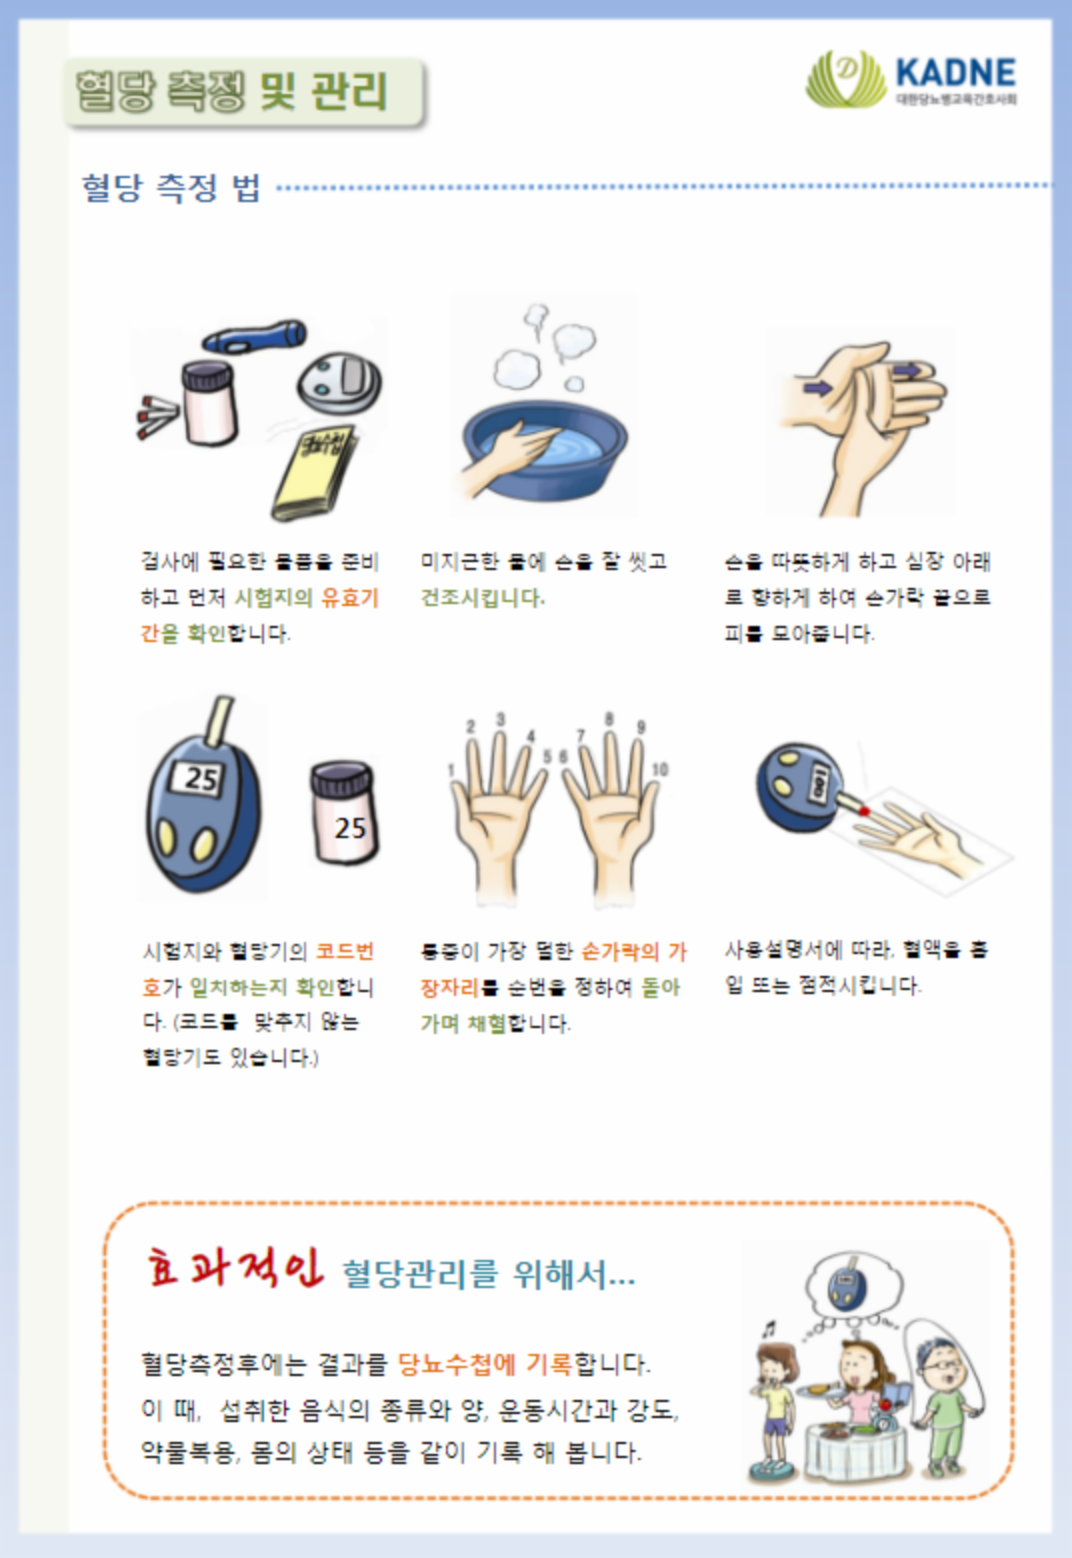 혈당 측정 및 관리
KADNE
대한당뇨병교육간호사회
혈당 측정 법
당뇨수첩
검사에 필요한 물품을 준비
하고 먼저 시험지의 유효기
간을 확인합니다.
미지근한 물에 손을 잘 씻고
건조시킵니다.
손을 따뜻하게 하고 심장 아래
로 향하게 하여 손가락 끝으로
피를 모아줍니다.
25
25
1 2 3 4 5 6 7 8 9 10
100
시험지와 혈당기의 코드번
호가 일치하는지 확인합니
다. (코드를 맞추지 않는
혈당기도 있습니다.)
통증이 가장 덜한 손가락의 가
장자리를 순번을 정하여 돌아
가며 채혈합니다.
사용설명서에 따라, 혈액을 흡
입 또는 점적시킵니다.
효과적인 혈당관리를 위해서...
혈당측정후에는 결과를 당뇨수첩에 기록합니다.
이 때, 섭취한 음식의 종류와 양, 운동시간과 강도,
약물복용, 몸의 상태 등을 같이 기록 해 봅니다.